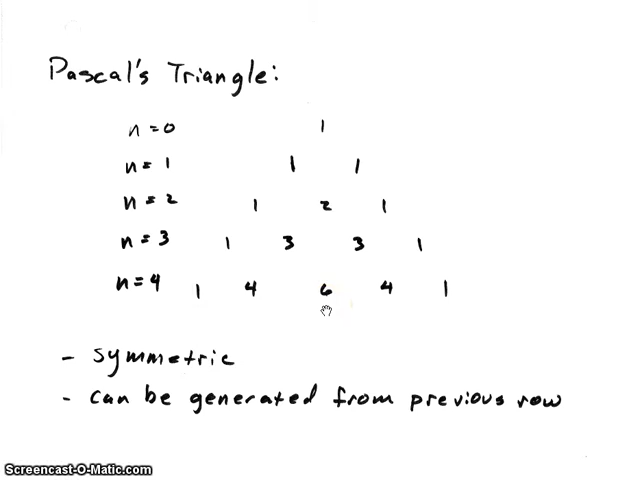 Pascal's Triangle:
n=0 1
n=1 1 1
n=2 1 2 1
n=3 1 3 3 1
n=4 1 4 6 4 1
- symmetric
- can be generated from previous row
Screencast-O-Matic.com